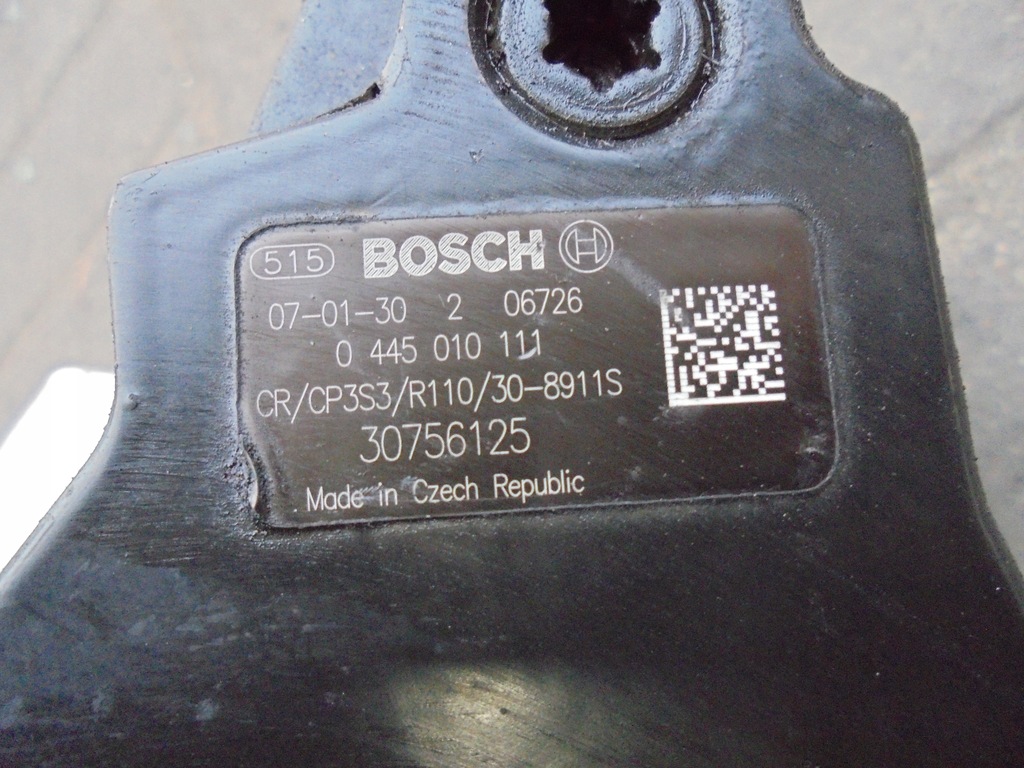 515 BOSCH
07-01-30 2 06726
0 445 010 111
CR/CP3S3/R110/30-8911S
30756125
Made in Czech Republic